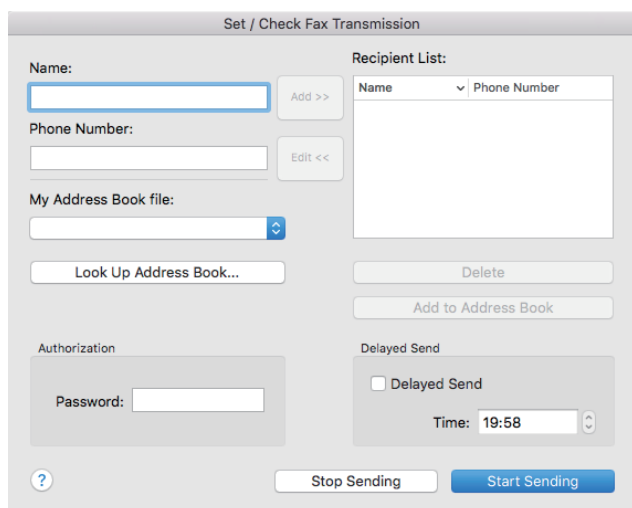 Set / Check Fax Transmission
Name:
Add >>
Phone Number:
Edit <<
My Address Book file:
Look Up Address Book...
Recipient List:
Name Phone Number
Delete
Add to Address Book
Authorization
Password:
Delayed Send
Delayed Send
Time: 19:58
?
Stop Sending
Start Sending